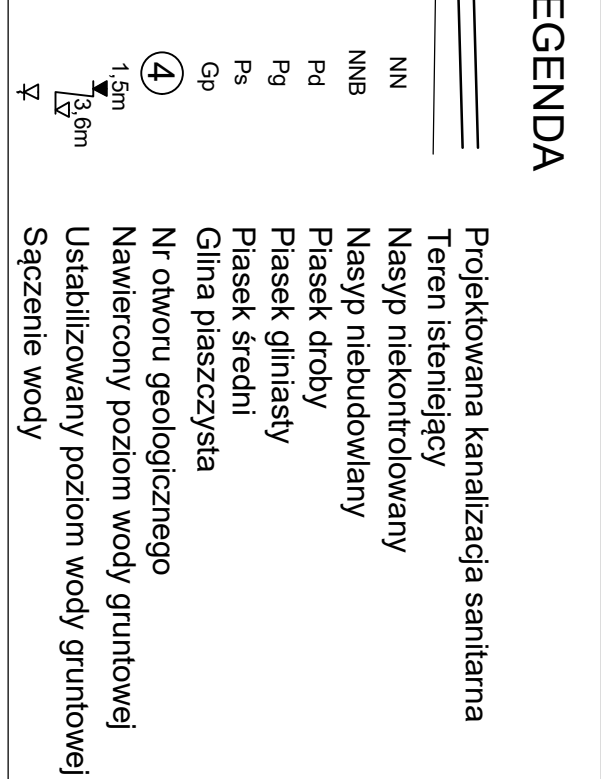 EGENDA
Projektowana kanalizacja sanitarna
Teren isteniejący
NN Nasyp niekontrolowany
NNB Nasyp niebudowlany
Pd Piasek droby
Pg Piasek gliniasty
Ps Piasek średni
Gp Glina piaszczysta
4 Nr otworu geologicznego
1,5m Nawiercony poziom wody gruntowej
3,6m Ustabilizowany poziom wody gruntowej
Sączenie wody